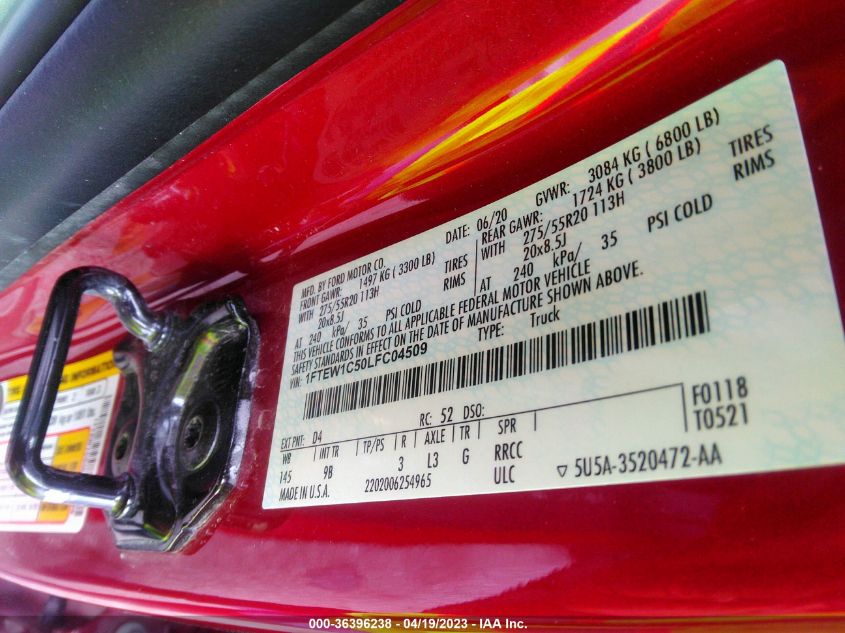 MFD. BY FORD MOTOR CO.
DATE: 06/20 GVWR: 3084 KG ( 6800 LB)
FRONT GAWR: 1497 KG ( 3300 LB)
REAR GAWR: 1724 KG ( 3800 LB)
WITH 275/55R20 113H TIRES
WITH 275/55R20 113H TIRES
20x8.5J RIMS
20x8.5J RIMS
AT 240 kPa/ 35 PSI COLD
AT 240 kPa/ 35 PSI COLD
THIS VEHICLE CONFORMS TO ALL APPLICABLE FEDERAL MOTOR VEHICLE
STANDARDS IN EFFECT ON THE DATE OF MANUFACTURE SHOWN ABOVE.
VIN: 1FTEW1C50LFC04509 TYPE: Truck
EXT PNT: D4 RC: 52 DSO: F0118
WB INT TR TP/PS R AXLE TR SPR T0521
145 9B 3 L3 G RRCC
MADE IN U.S.A. 2202006254965 ULC ▽ 5U5A-3520472-AA
000-36396238 - 04/19/2023 - IAA Inc.